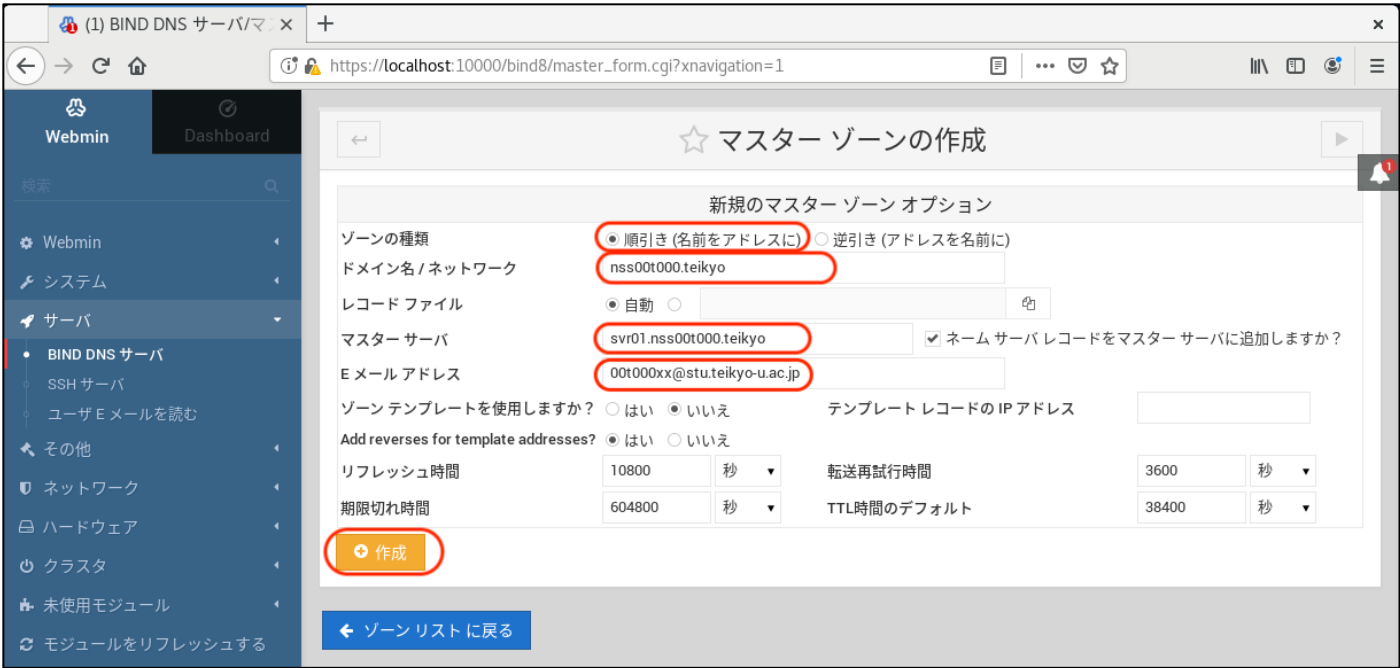 (1) BIND DNS サーバ/マ
https://localhost:10000/bind8/master_form.cgi?xnavigation=1
Webmin
Dashboard
検索
Webmin
システム
サーバ
BIND DNS サーバ
SSH サーバ
ユーザ E メールを読む
その他
ネットワーク
ハードウェア
クラスタ
未使用モジュール
モジュールをリフレッシュする
マスター ゾーンの作成
1
新規のマスター ゾーン オプション
ゾーンの種類 順引き (名前をアドレスに) 逆引き (アドレスを名前に)
ドメイン名 / ネットワーク nss00t000.teikyo
レコード ファイル 自動
マスター サーバ svr01.nss00t000.teikyo ネーム サーバ レコードをマスター サーバに追加しますか？
E メール アドレス 00t000xx@stu.teikyo-u.ac.jp
ゾーン テンプレートを使用しますか？ はい いいえ テンプレート レコードの IP アドレス
Add reverses for template addresses? はい いいえ
リフレッシュ時間 10800 秒 転送再試行時間 3600 秒
期限切れ時間 604800 秒 TTL時間のデフォルト 38400 秒
作成
ゾーン リスト に戻る